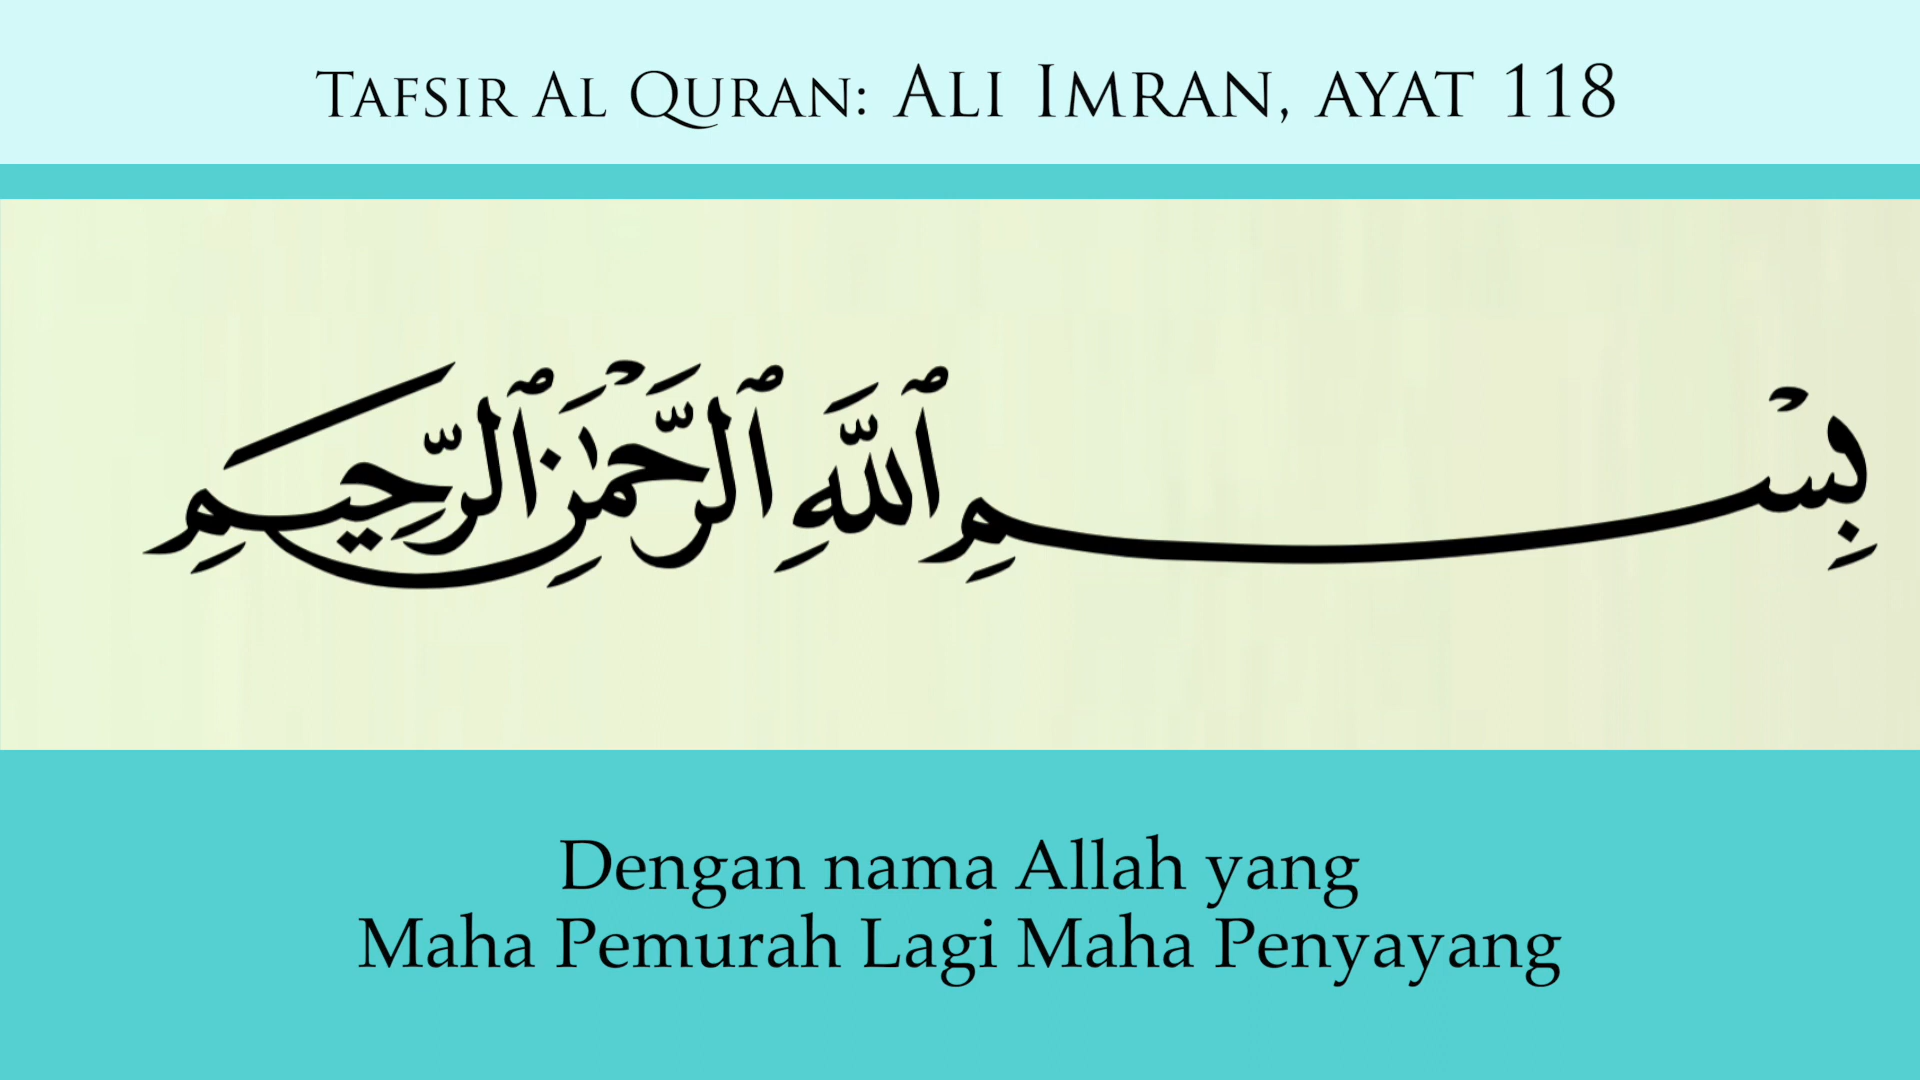 Tafsir Al Quran: Ali Imran, ayat 118
بِسْمِ ٱللَّهِ ٱلرَّحْمَٰنِ ٱلرَّحِيمِ
Dengan nama Allah yang
Maha Pemurah Lagi Maha Penyayang